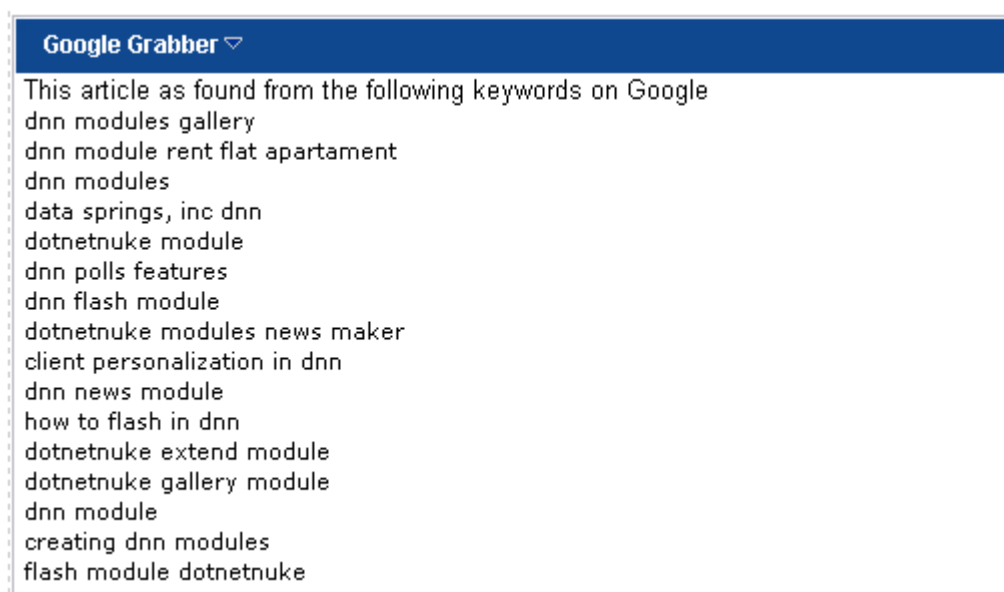 Google Grabber
This article as found from the following keywords on Google
dnn modules gallery
dnn module rent flat apartament
dnn modules
data springs, inc dnn
dotnetnuke module
dnn polls features
dnn flash module
dotnetnuke modules news maker
client personalization in dnn
dnn news module
how to flash in dnn
dotnetnuke extend module
dotnetnuke gallery module
dnn module
creating dnn modules
flash module dotnetnuke